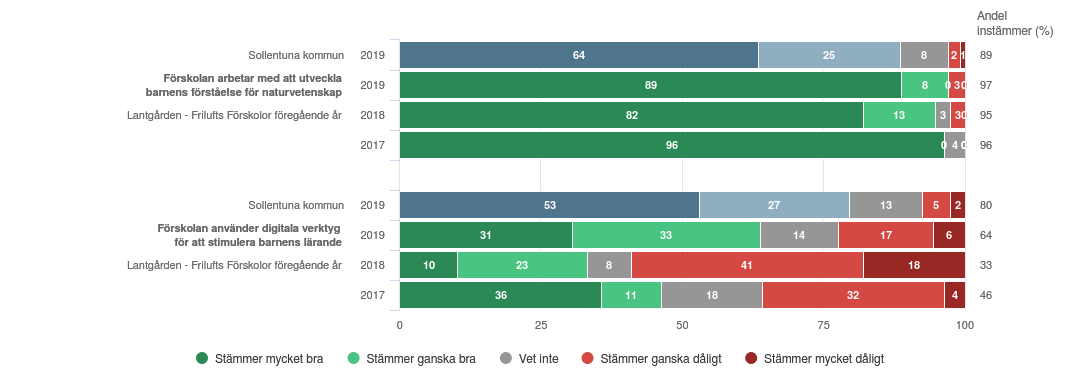 Andel
instämmer (%)
Sollentuna kommun 2019 64 25 8 2 1 89
Förskolan arbetar med att utveckla
barnens förståelse för naturvetenskap
2019 89 8 0 3 0 97
Lantgården - Frilufts Förskolor föregående år 2018 82 13 3 3 0 95
2017 96 0 4 0 96
Sollentuna kommun 2019 53 27 13 5 2 80
Förskolan använder digitala verktyg
för att stimulera barnens lärande
2019 31 33 14 17 6 64
Lantgården - Frilufts Förskolor föregående år 2018 10 23 8 41 18 33
2017 36 11 18 32 4 46
0 25 50 75 100
Stämmer mycket bra Stämmer ganska bra Vet inte Stämmer ganska dåligt Stämmer mycket dåligt